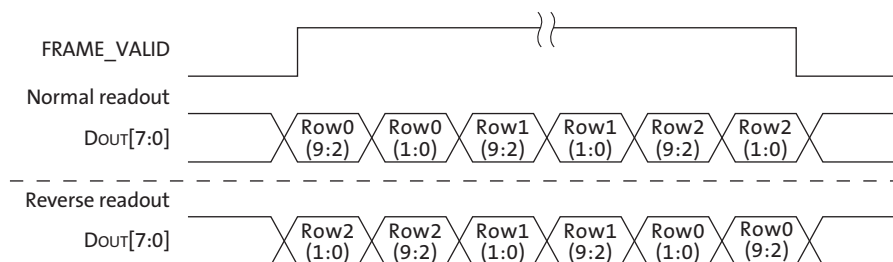 FRAME_VALID
Normal readout
DOUT[7:0]
Row0 Row0 Row1 Row1 Row2 Row2
(9:2) (1:0) (9:2) (1:0) (9:2) (1:0)
Reverse readout
DOUT[7:0]
Row2 Row2 Row1 Row1 Row0 Row0
(1:0) (9:2) (1:0) (9:2) (1:0) (9:2)